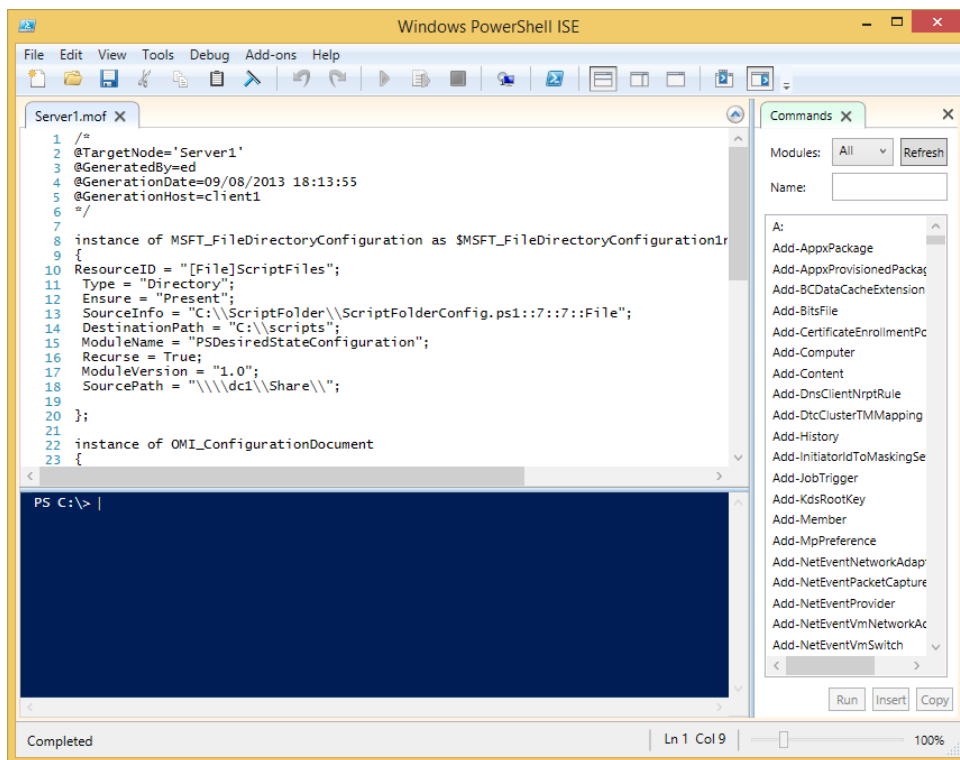 Windows PowerShell ISE
File Edit View Tools Debug Add-ons Help
Server1.mof
1 /*
2 @TargetNode='Server1'
3 @GeneratedBy=ed
4 @GenerationDate=09/08/2013 18:13:55
5 @GenerationHost=client1
6 */
7
8 instance of MSFT_FileDirectoryConfiguration as $MSFT_FileDirectoryConfiguration1r
9 {
10 ResourceID = "[File]ScriptFiles";
11 Type = "Directory";
12 Ensure = "Present";
13 SourceInfo = "C:\\ScriptFolder\\ScriptFolderConfig.ps1::7::7::File";
14 DestinationPath = "C:\\scripts";
15 ModuleName = "PSDesiredStateConfiguration";
16 Recurse = True;
17 ModuleVersion = "1.0";
18 SourcePath = "\\\\dc1\\Share\\";
19
20 };
21
22 instance of OMI_ConfigurationDocument
23 {
PS C:\>
Commands
Modules: All Refresh
Name:
A:
Add-AppxPackage
Add-AppxProvisionedPackag
Add-BCDataCacheExtension
Add-BitsFile
Add-CertificateEnrollmentPo
Add-Computer
Add-Content
Add-DnsClientNrptRule
Add-DtcClusterTMMapping
Add-History
Add-InitiatorIdToMaskingSe
Add-JobTrigger
Add-KdsRootKey
Add-Member
Add-MpPreference
Add-NetEventNetworkAdap
Add-NetEventPacketCapture
Add-NetEventProvider
Add-NetEventVmNetworkAd
Add-NetEventVmSwitch
Run Insert Copy
Completed
Ln 1 Col 9
100%